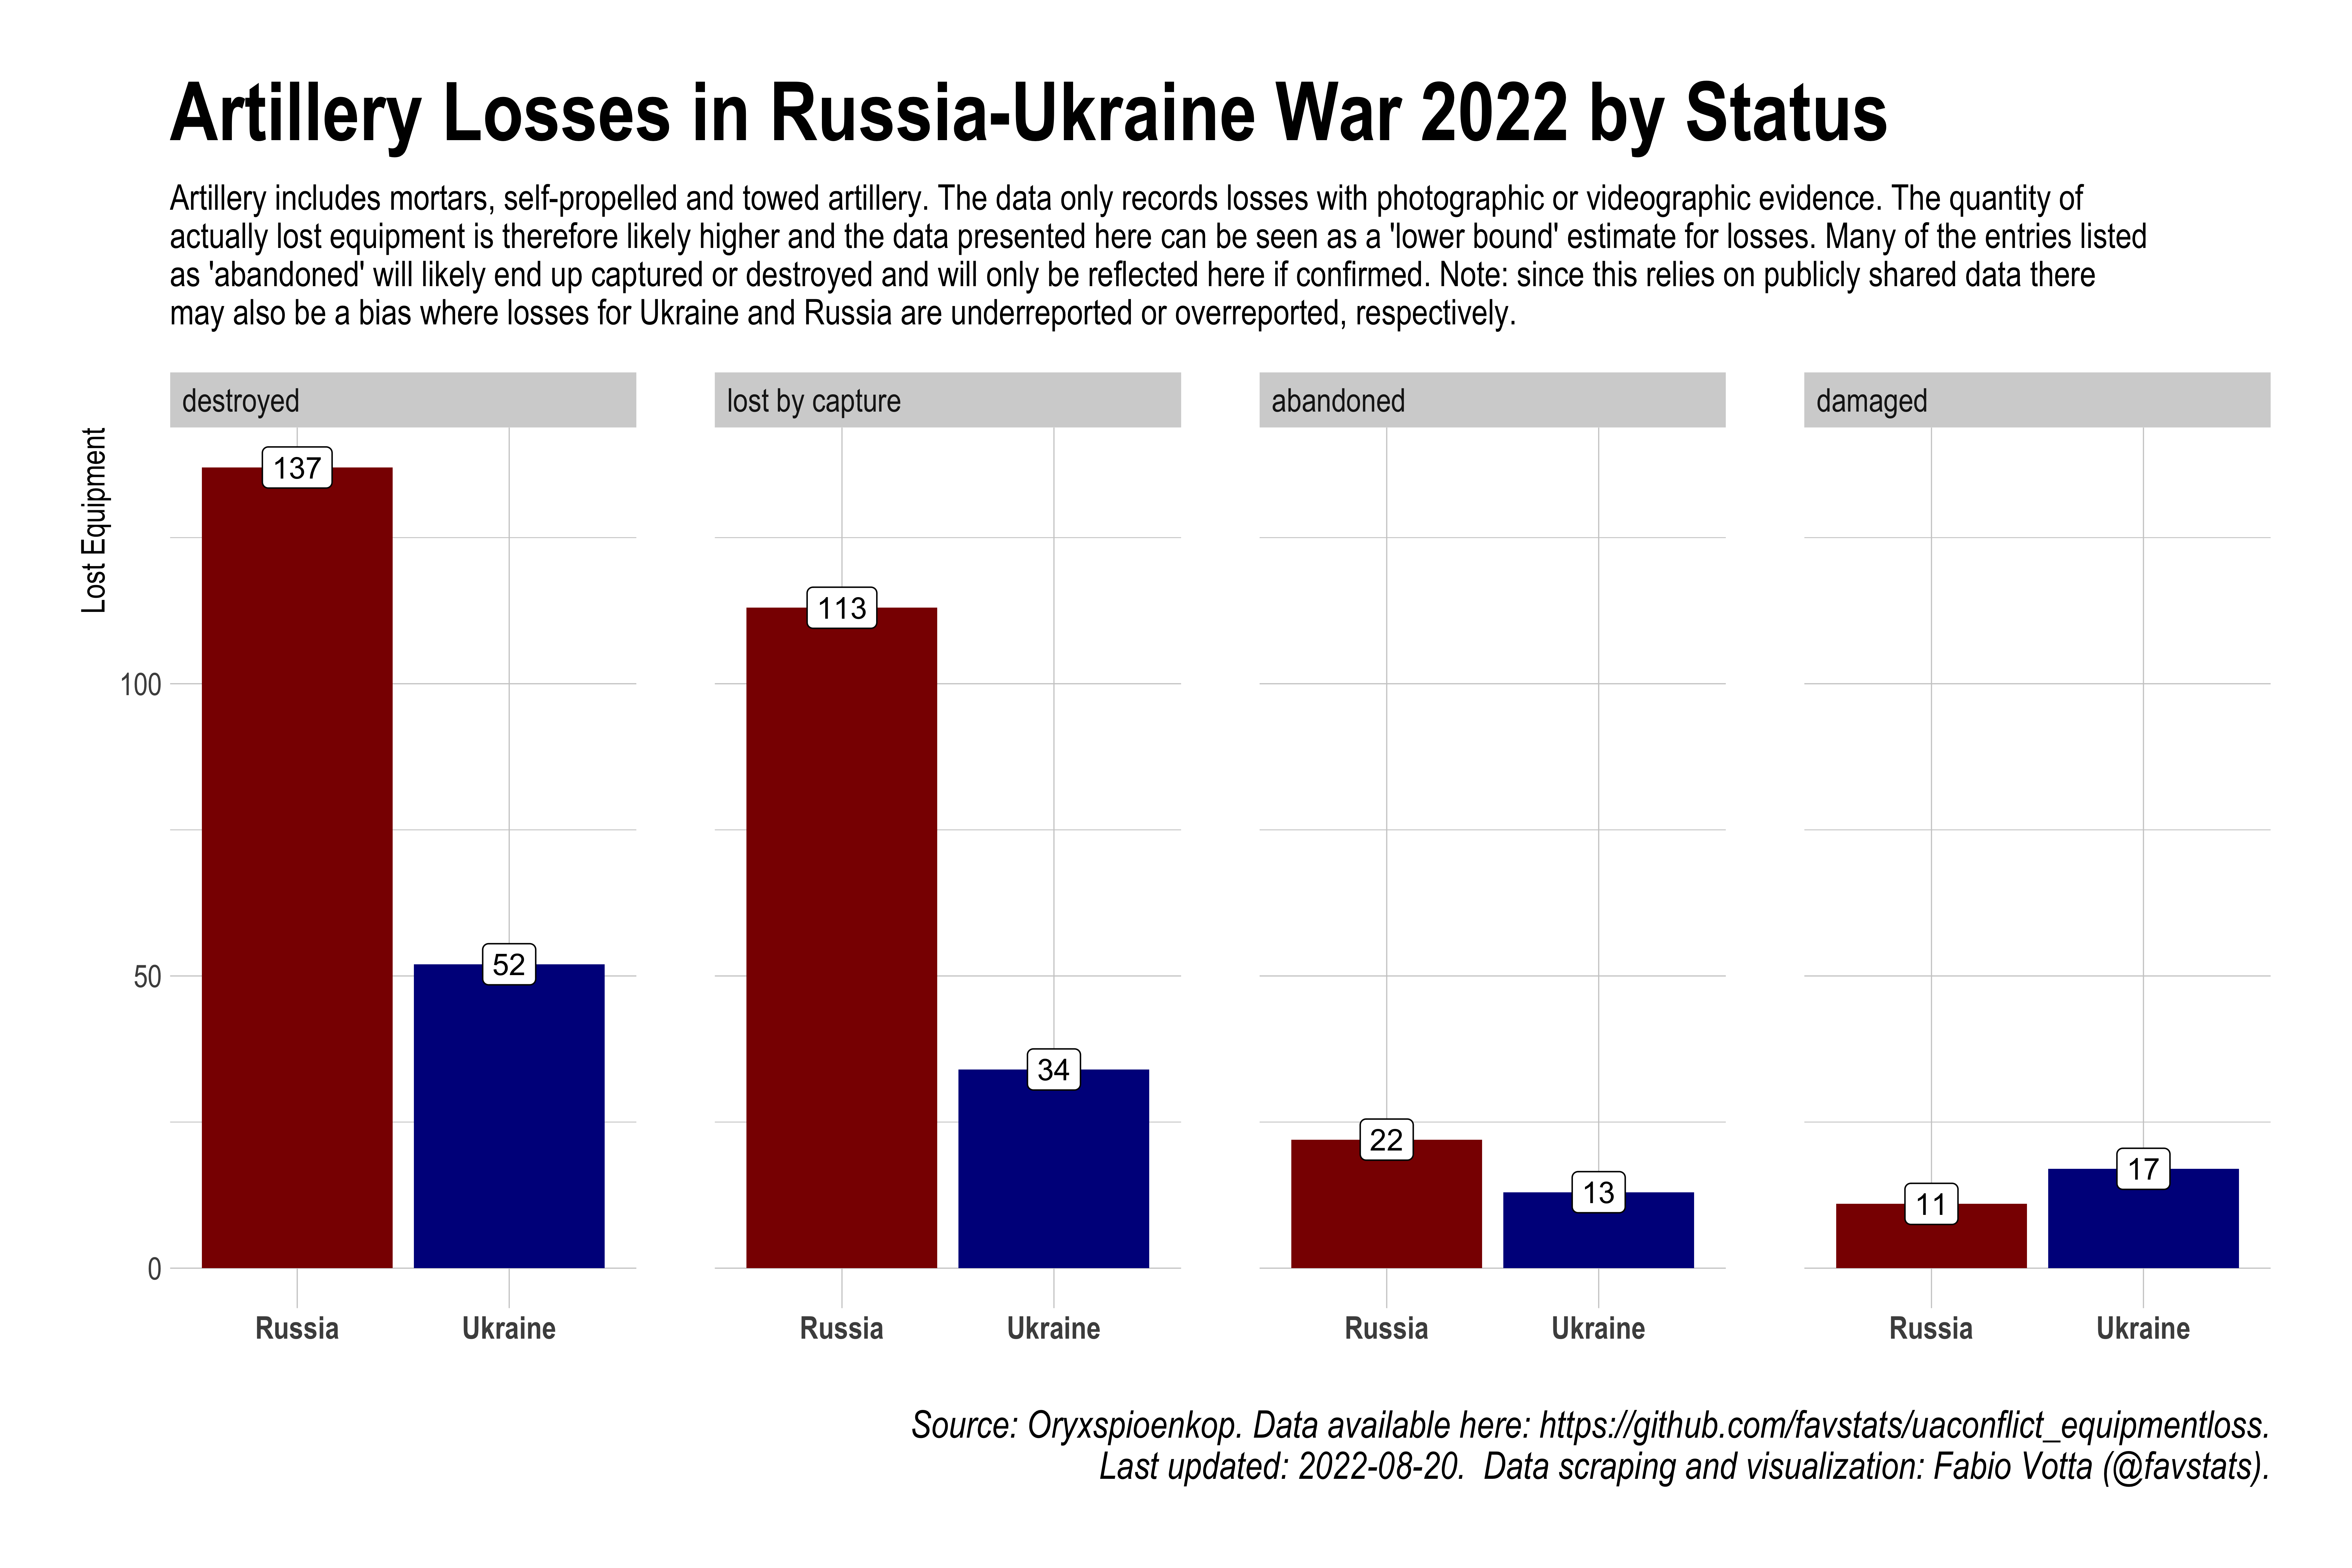 Artillery Losses in Russia-Ukraine War 2022 by Status
Artillery includes mortars, self-propelled and towed artillery. The data only records losses with photographic or videographic evidence. The quantity of
actually lost equipment is therefore likely higher and the data presented here can be seen as a 'lower bound' estimate for losses. Many of the entries listed
as 'abandoned' will likely end up captured or destroyed and will only be reflected here if confirmed. Note: since this relies on publicly shared data there
may also be a bias where losses for Ukraine and Russia are underreported or overreported, respectively.
destroyed
lost by capture
abandoned
damaged
Lost Equipment
100
50
0
137
52
113
34
22
13
11
17
Russia
Ukraine
Russia
Ukraine
Russia
Ukraine
Russia
Ukraine
Source: Oryxspioenkop. Data available here: https://github.com/favstats/uaconflict_equipmentloss.
Last updated: 2022-08-20.  Data scraping and visualization: Fabio Votta (@favstats).